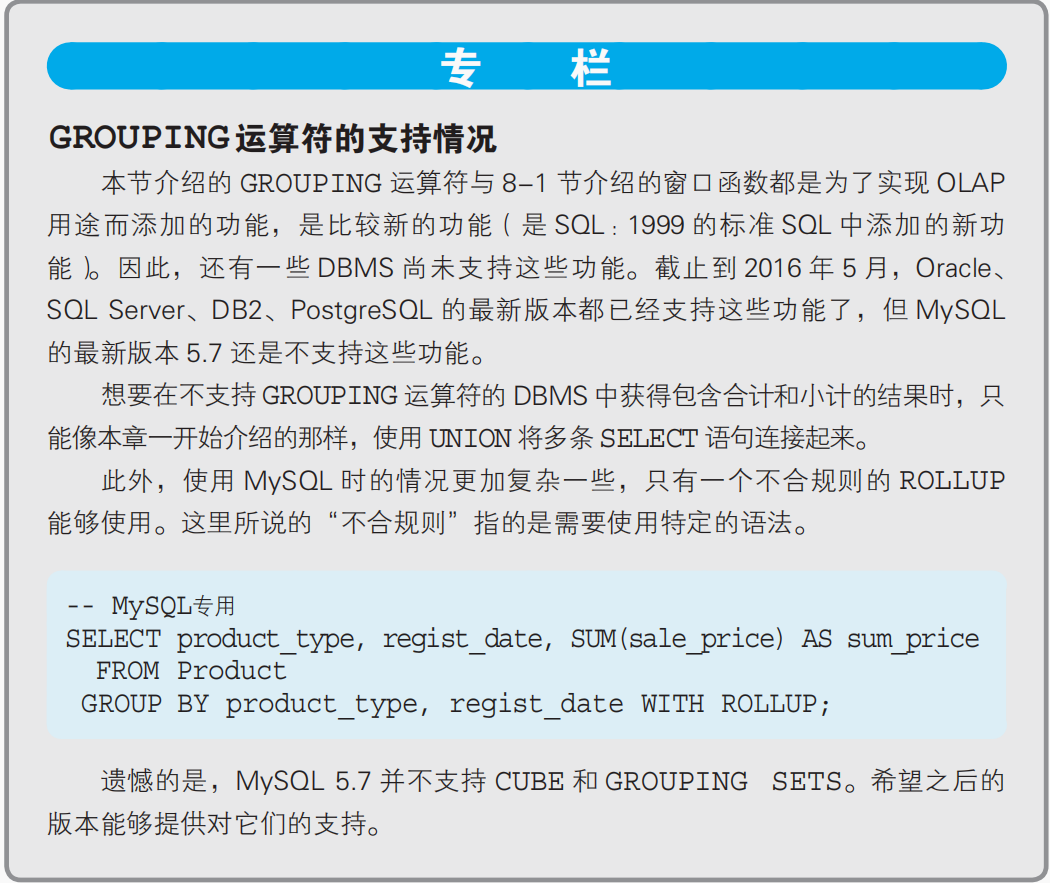 专 栏
GROUPING运算符的支持情况
本节介绍的 GROUPING 运算符与 8-1 节介绍的窗口函数都是为了实现 OLAP
用途而添加的功能，是比较新的功能（是 SQL：1999 的标准 SQL 中添加的新功
能）。因此，还有一些 DBMS 尚未支持这些功能。截止到 2016 年 5 月，Oracle、
SQL Server、DB2、PostgreSQL 的最新版本都已经支持这些功能了，但 MySQL
的最新版本 5.7 还是不支持这些功能。
想要在不支持 GROUPING 运算符的 DBMS 中获得包含合计和小计的结果时，只
能像本章一开始介绍的那样，使用 UNION 将多条 SELECT 语句连接起来。
此外，使用 MySQL 时的情况更加复杂一些，只有一个不合规则的 ROLLUP
能够使用。这里所说的“不合规则”指的是需要使用特定的语法。
-- MySQL专用
SELECT product_type, regist_date, SUM(sale_price) AS sum_price
  FROM Product
 GROUP BY product_type, regist_date WITH ROLLUP;
遗憾的是，MySQL 5.7 并不支持 CUBE 和 GROUPING SETS。希望之后的
版本能够提供对它们的支持。